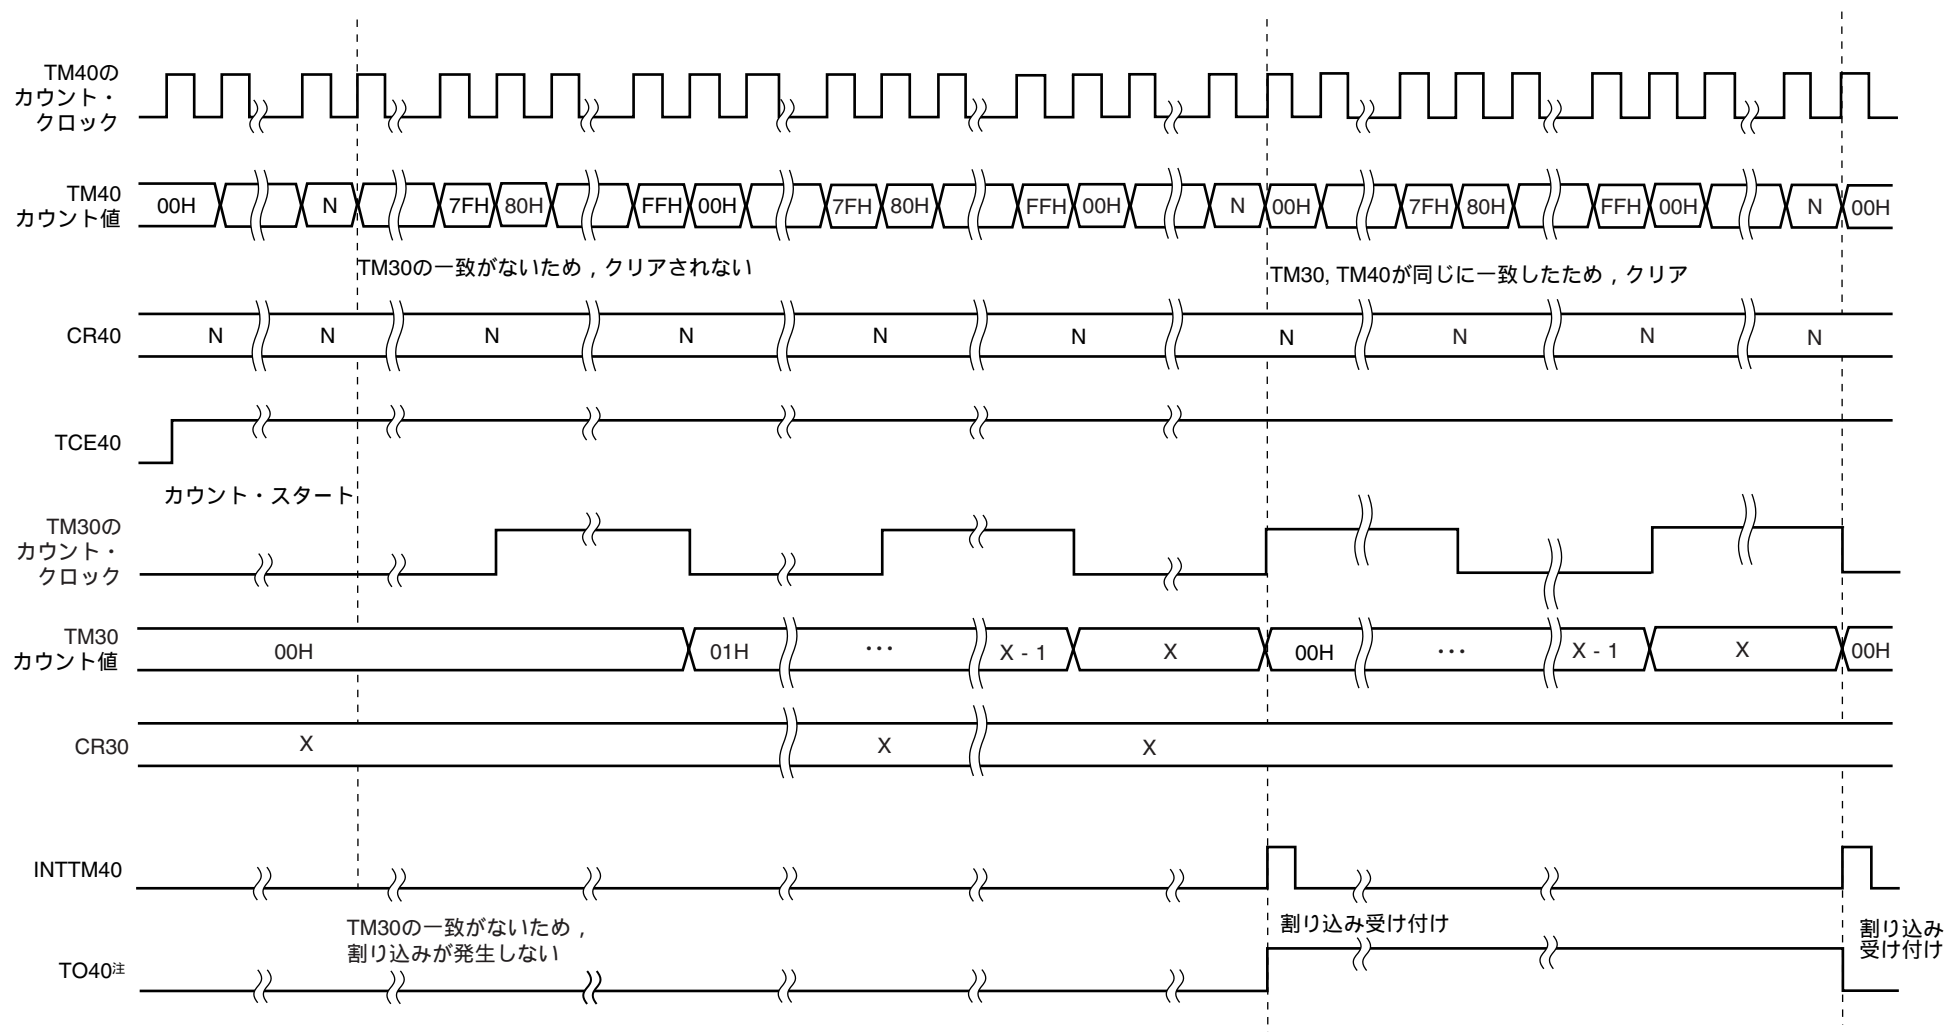 TM40の
カウント・
クロック
TM40
カウント値
00H N 7FH 80H FFH 00H 7FH 80H FFH 00H N 00H 7FH 80H FFH 00H N 00H
TM30の一致がないため，クリアされない
TM30, TM40が同じに一致したため，クリア
CR40 N N N N N N N N N N
TCE40
カウント・スタート
TM30の
カウント・
クロック
TM30
カウント値
00H 01H ･･･ X - 1 X 00H ･･･ X - 1 X 00H
CR30 X X X
INTTM40
TM30の一致がないため，
割り込みが発生しない
割り込み受け付け
割り込み
受け付け
TO40注